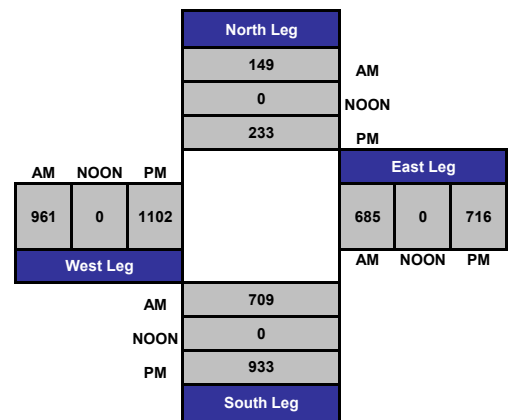 North Leg
149 AM
0 NOON
233 PM
AM NOON PM
East Leg
961 0 1102
685 0 716
West Leg
AM NOON PM
AM 709
NOON 0
PM 933
South Leg